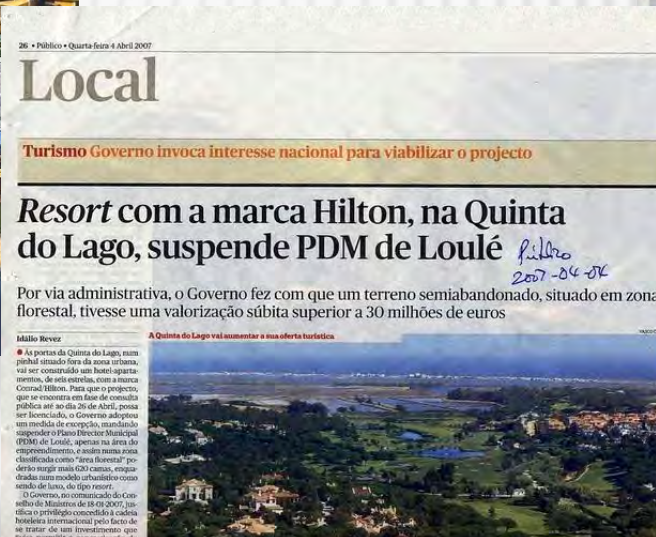 26 • Público • Quarta-feira 4 Abril 2007
Local
Turismo Governo invoca interesse nacional para viabilizar o projecto
Resort com a marca Hilton, na Quinta
do Lago, suspende PDM de Loulé
Público
2007-04-04
Por via administrativa, o Governo fez com que um terreno semiabandonado, situado em zona
florestal, tivesse uma valorização súbita superior a 30 milhões de euros
Idálio Revez
A Quinta do Lago vai aumentar a sua oferta turística
● Às portas da Quinta do Lago, num
pinhal situado fora da zona urbana,
vai ser construído um hotel-aparta-
mentos, de seis estrelas, com a marca
Conrad/Hilton. Para que o projecto,
que se encontra em fase de consulta
pública até ao dia 26 de Abril, possa
ser licenciado, o Governo adoptou
um medida de excepção, mandando
suspender o Plano Director Municipal
(PDM) de Loulé, apenas na área do
empreendimento, e assim numa zona
classificada como "área florestal" po-
derão surgir mais 620 camas, enqua-
dradas num modelo urbanístico como
sendo de luxo, do tipo resort.
O Governo, no comunicado do Con-
selho de Ministros de 18-01-2007, jus-
tifica o privilégio concedido à cadeia
hoteleira internacional pelo facto de
se tratar de um investimento que